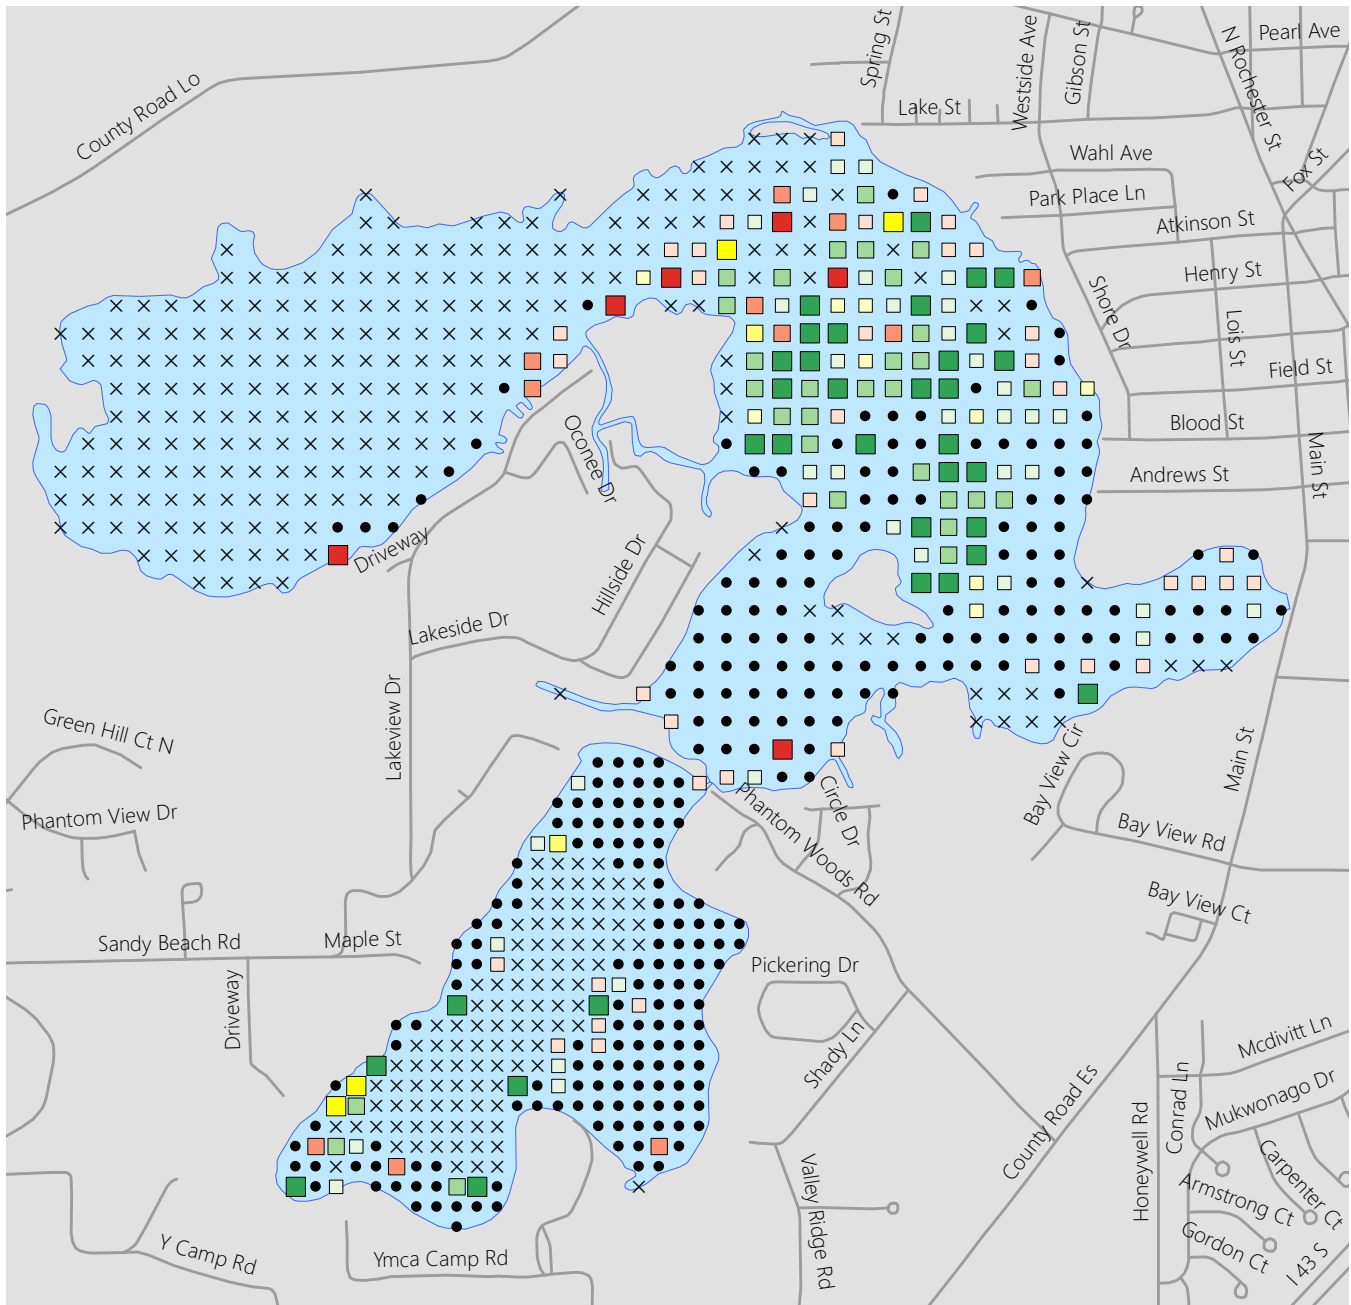 Pearl Ave
Spring St
Westside Ave
Gibson St
N Rochester St
County Road Lo
Lake St
Wahl Ave
Fox St
Park Place Ln
Atkinson St
Henry St
Shore Dr
Lois St
Field St
Blood St
Oconee Dr
Main St
Andrews St
Driveway
Hillside Dr
Lakeside Dr
Lakeview Dr
Green Hill Ct N
Main St
Bay View Cir
Phantom View Dr
Circle Dr
Phantom Woods Rd
Bay View Rd
Bay View Ct
Sandy Beach Rd
Maple St
Pickering Dr
Driveway
Shady Ln
Mcdivitt Ln
County Road Es
Conrad Ln
Mukwonago Dr
Honeywell Rd
Carpenter Ct
Valley Ridge Rd
Armstrong Ct
Y Camp Rd
Ymca Camp Rd
Gordon Ct
I 43 S